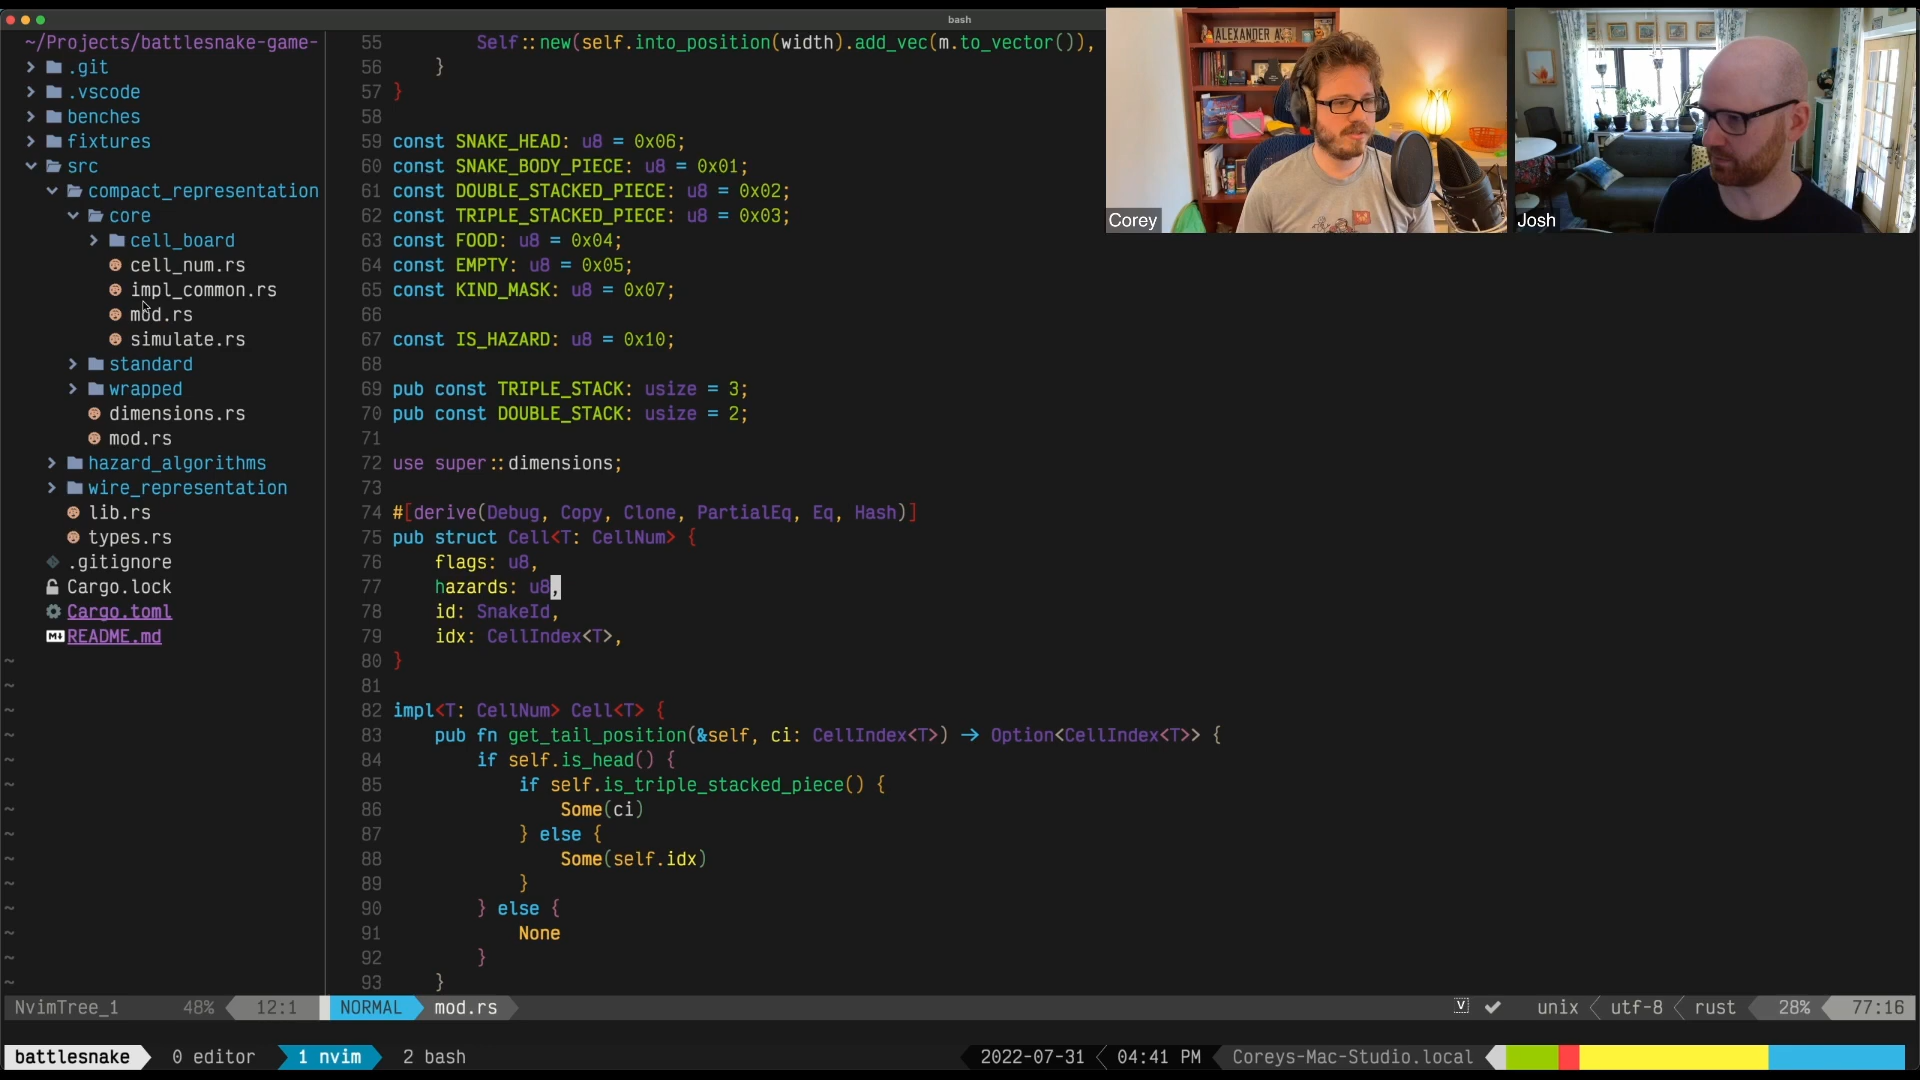 bash
~/Projects/battlesnake-game-
.git
.vscode
benches
fixtures
src
compact_representation
core
cell_board
cell_num.rs
impl_common.rs
mod.rs
simulate.rs
standard
wrapped
dimensions.rs
mod.rs
hazard_algorithms
wire_representation
lib.rs
types.rs
.gitignore
Cargo.lock
Cargo.toml
README.md
~
~
~
~
~
~
~
~
~
~
~
~
~
~
55 Self::new(self.into_position(width).add_vec(m.to_vector()),
56 }
57 }
58
59 const SNAKE_HEAD: u8 = 0x06;
60 const SNAKE_BODY_PIECE: u8 = 0x01;
61 const DOUBLE_STACKED_PIECE: u8 = 0x02;
62 const TRIPLE_STACKED_PIECE: u8 = 0x03;
63 const FOOD: u8 = 0x04;
64 const EMPTY: u8 = 0x05;
65 const KIND_MASK: u8 = 0x07;
66
67 const IS_HAZARD: u8 = 0x10;
68
69 pub const TRIPLE_STACK: usize = 3;
70 pub const DOUBLE_STACK: usize = 2;
71
72 use super::dimensions;
73
74 #[derive(Debug, Copy, Clone, PartialEq, Eq, Hash)]
75 pub struct Cell<T: CellNum> {
76 flags: u8,
77 hazards: u8,
78 id: SnakeId,
79 idx: CellIndex<T>,
80 }
81
82 impl<T: CellNum> Cell<T> {
83 pub fn get_tail_position(&self, ci: CellIndex<T>) → Option<CellIndex<T>> {
84 if self.is_head() {
85 if self.is_triple_stacked_piece() {
86 Some(ci)
87 } else {
88 Some(self.idx)
89 }
90 } else {
91 None
92 }
93 }
ALEXANDER A.
Corey
Josh
NvimTree_1 48% 12:1 NORMAL mod.rs V ✔ unix utf-8 rust 28% 77:16
battlesnake 0 editor 1 nvim 2 bash 2022-07-31 04:41 PM Coreys-Mac-Studio.local